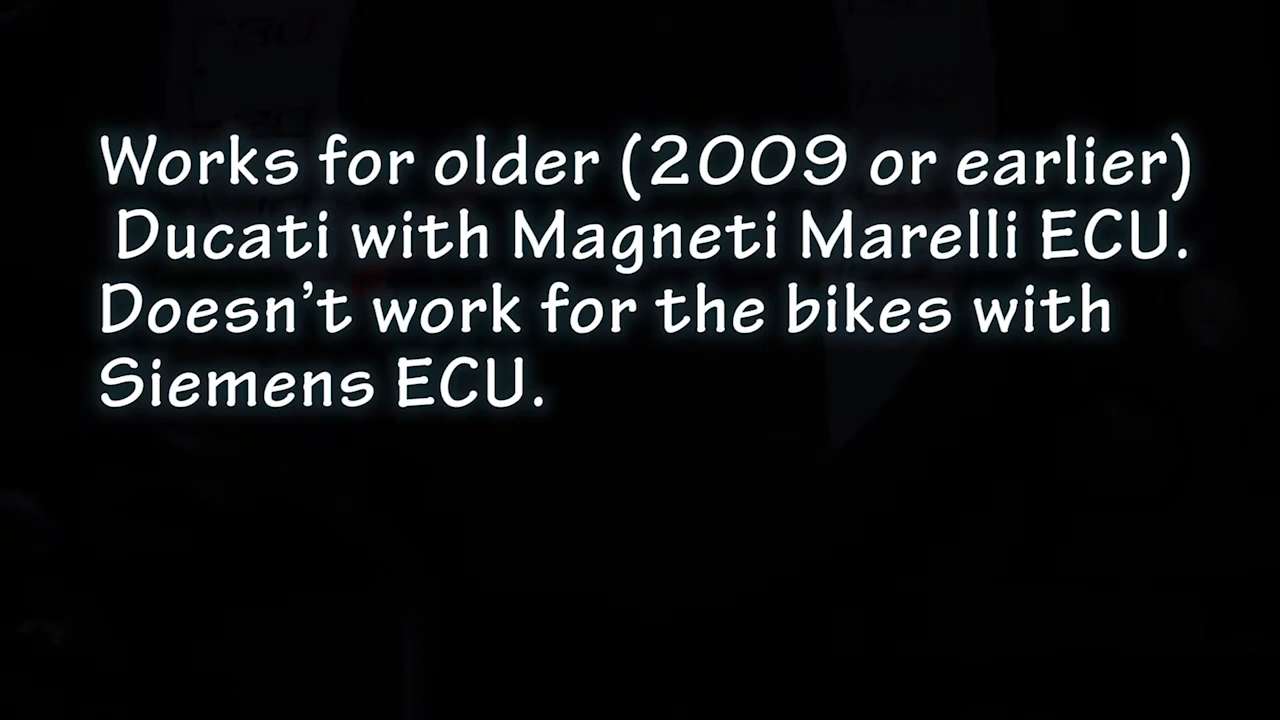 Works for older (2009 or earlier)
Ducati with Magneti Marelli ECU.
Doesn’t work for the bikes with
Siemens ECU.